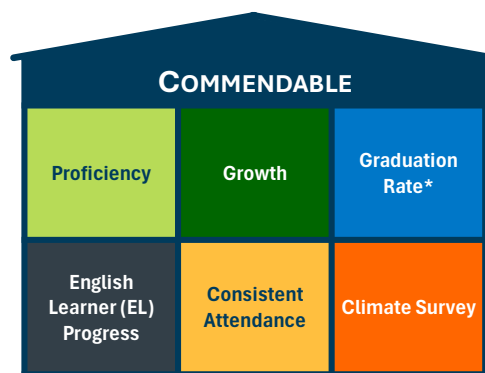 COMMENDABLE
Proficiency
Growth
Graduation
Rate*
English
Learner (EL)
Progress
Consistent
Attendance
Climate Survey